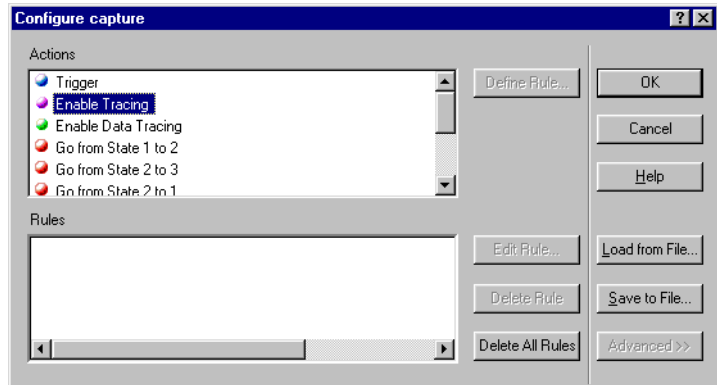 Configure capture
Actions
Trigger
Enable Tracing
Enable Data Tracing
Go from State 1 to 2
Go from State 2 to 3
Go from State 2 to 1
Define Rule...
OK
Cancel
Help
Rules
Edit Rule...
Delete Rule
Delete All Rules
Load from File...
Save to File...
Advanced >>